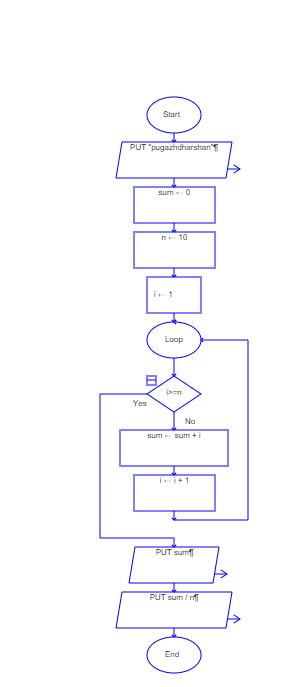 Start
PUT "pugazhdharshan"¶
sum ← 0
n ← 10
i ← 1
Loop
i>=n
Yes
No
sum ← sum + i
i ← i + 1
PUT sum¶
PUT sum / n¶
End